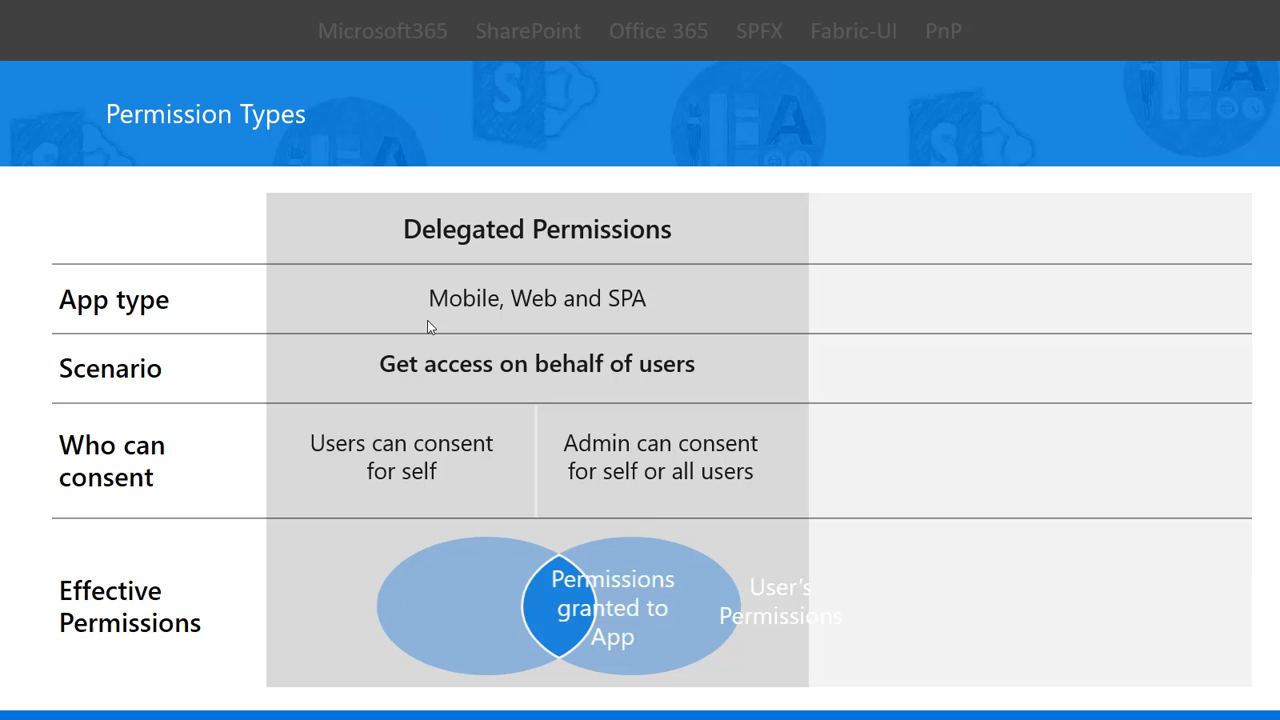 Microsoft365 SharePoint Office 365 SPFX Fabric-UI PnP
Permission Types
Delegated Permissions
App type
Mobile, Web and SPA
Scenario
Get access on behalf of users
Who can
consent
Users can consent
for self
Admin can consent
for self or all users
Effective
Permissions
Permissions
granted to
App
User's
Permissions